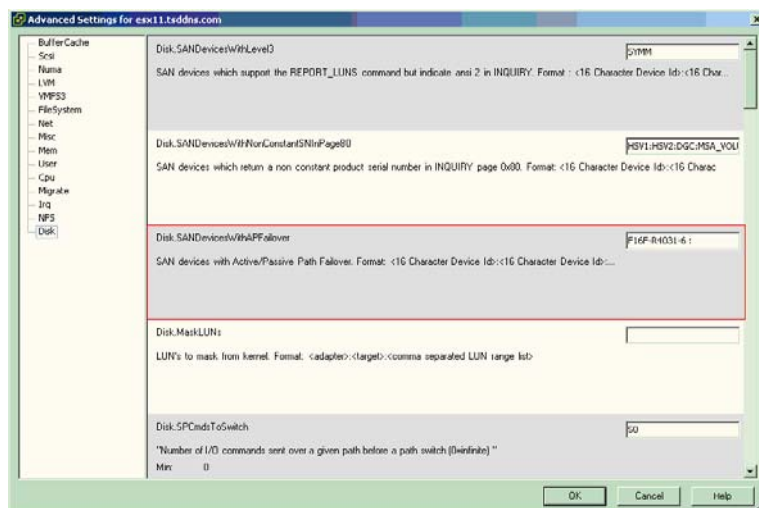 Advanced Settings for esx11.tsddns.com
BufferCache
Scsi
Numa
LVM
VMFS3
FileSystem
Net
Misc
Mem
User
Cpu
Migrate
Irq
NFS
Disk
Disk.SANDevicesWithLevel3
SYMM
SAN devices which support the REPORT_LUNS command but indicate ansi 2 in INQUIRY. Format : <16 Character Device Id>:<16 Char...
Disk.SANDevicesWithNonConstantSNInPage80
HSV1:HSV2:DGC:MSA_VOLU
SAN devices which return a non constant product serial number in INQUIRY page 0x80. Format: <16 Character Device Id>:<16 Charac
Disk.SANDevicesWithAPFailover
F16F-R4031-6 :
SAN devices with Active/Passive Path Failover. Format: <16 Character Device Id>:<16 Character Device Id>:...
Disk.MaskLUNs
LUN's to mask from kernel. Format: <adapter>:<target>:<comma separated LUN range list>
Disk.SPCmdsToSwitch
50
"Number of I/O commands sent over a given path before a path switch (0=infinite) "
Min: 0
OK
Cancel
Help